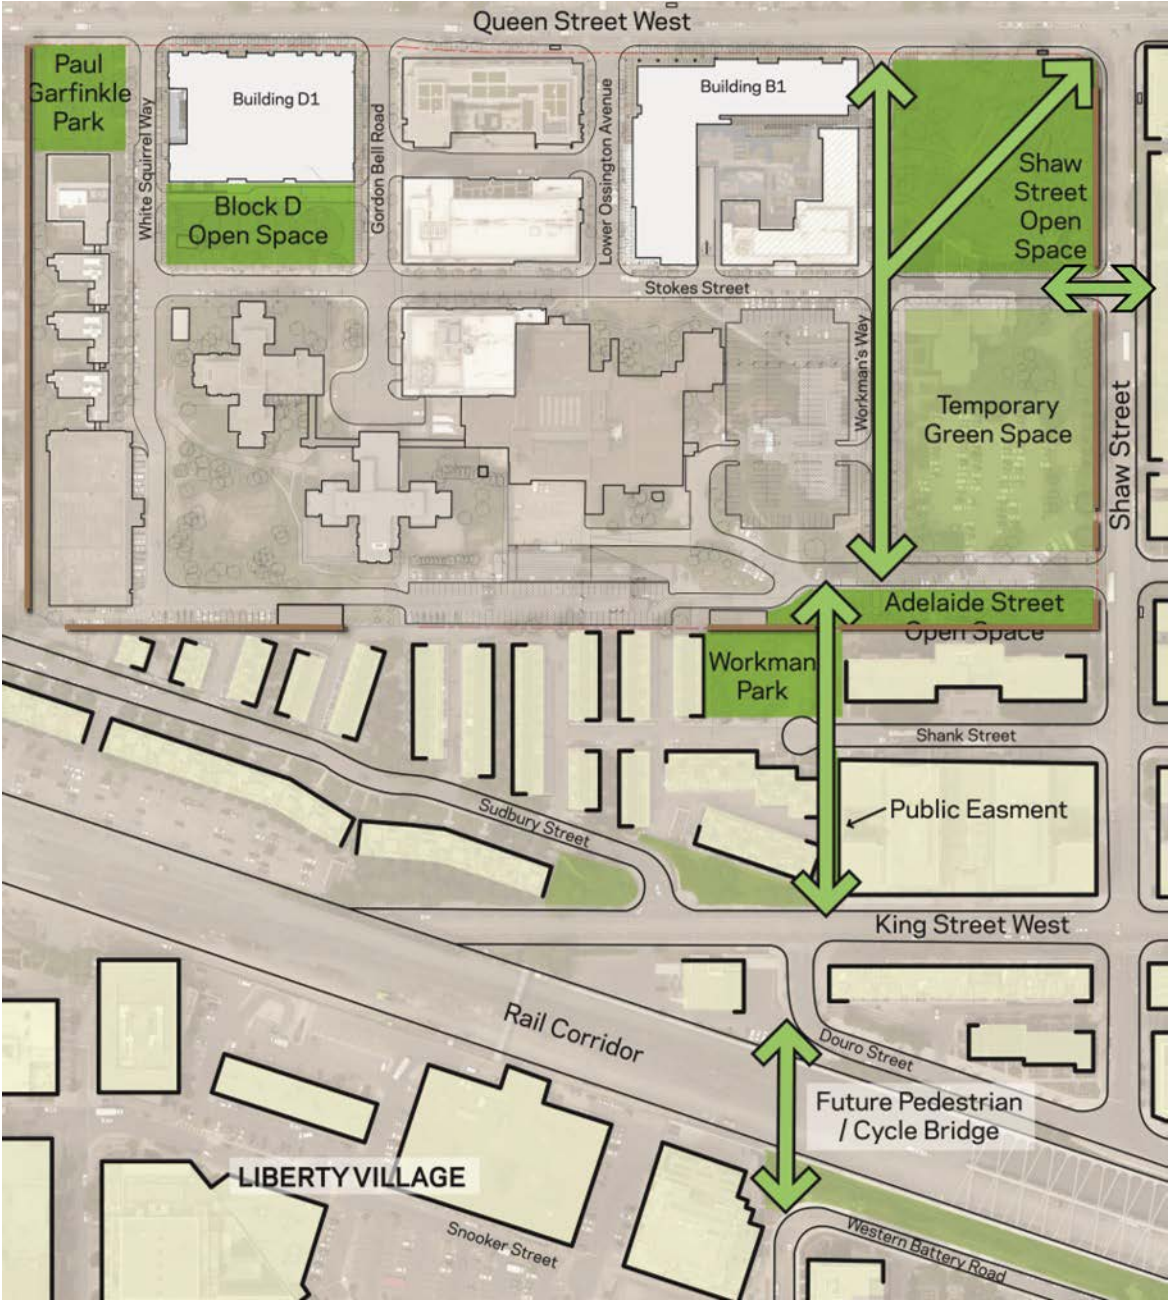 Queen Street West
Paul
Garfinkle
Park
White Squirrel Way
Building D1
Gordon Bell Road
Lower Ossington Avenue
Building B1
Shaw
Street
Open
Space
Block D
Open Space
Stokes Street
Workman's Way
Temporary
Green Space
Shaw Street
Adelaide Street
Open Space
Workman
Park
Shank Street
Public Easment
Sudbury Street
King Street West
Rail Corridor
Douro Street
Future Pedestrian
/ Cycle Bridge
LIBERTY VILLAGE
Snooker Street
Western Battery Road